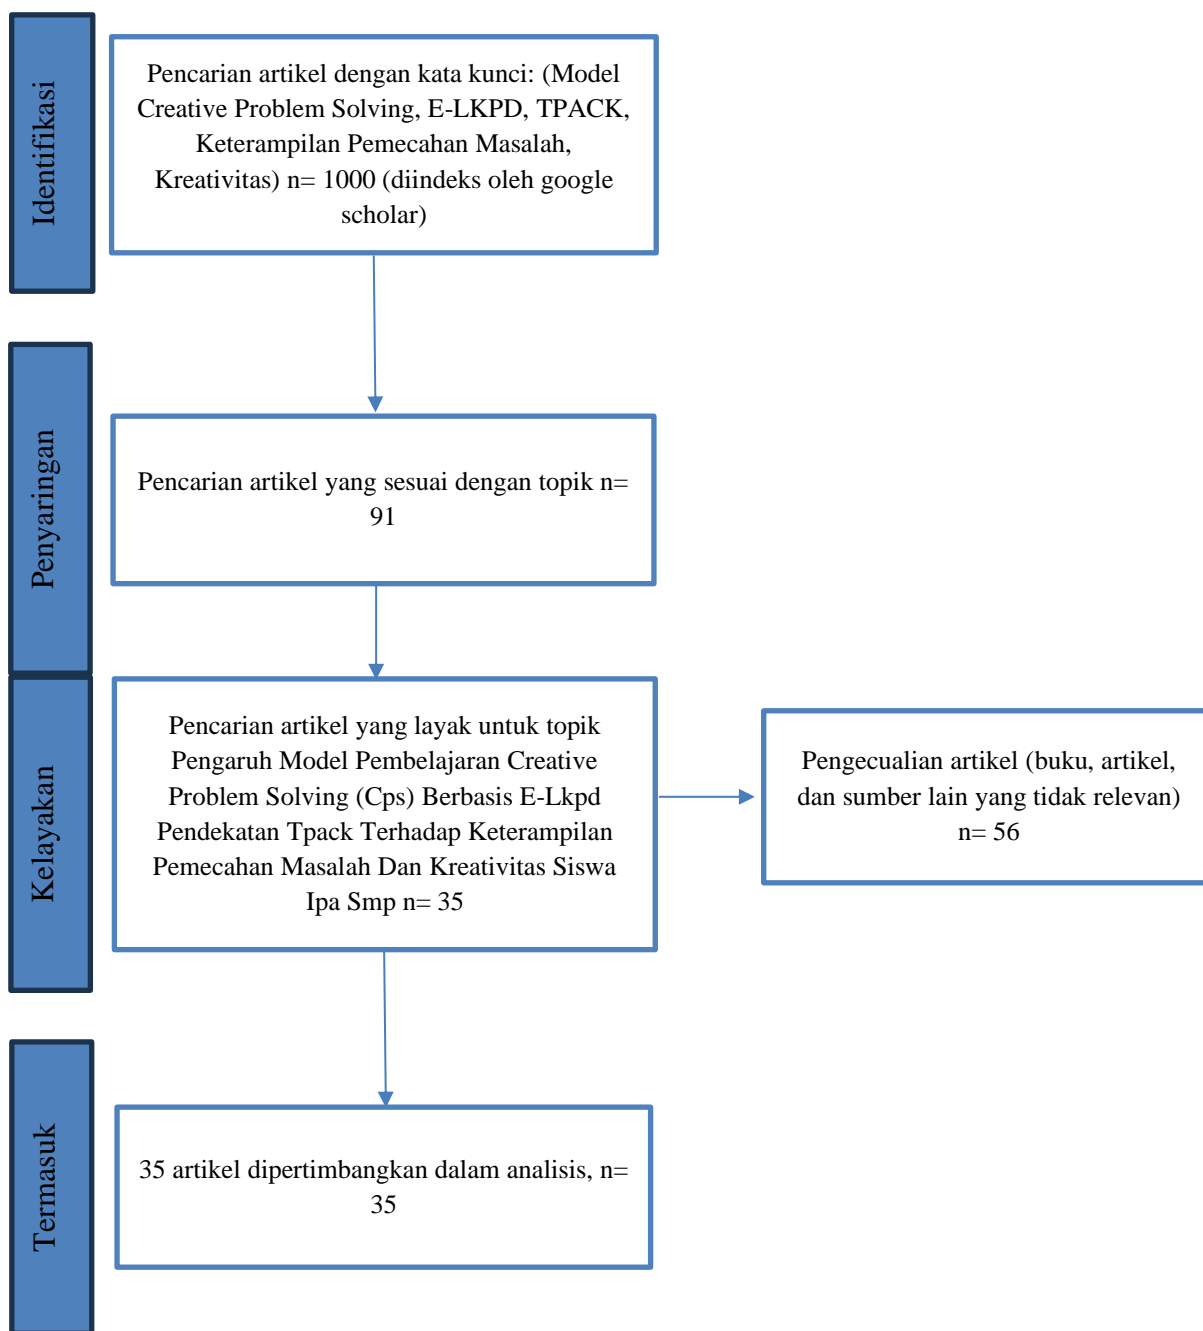 Identifikasi
Pencarian artikel dengan kata kunci: (Model
Creative Problem Solving, E-LKPD, TPACK,
Keterampilan Pemecahan Masalah,
Kreativitas) n= 1000 (diindeks oleh google
scholar)
Penyaringan
Pencarian artikel yang sesuai dengan topik n=
91
Kelayakan
Pencarian artikel yang layak untuk topik
Pengaruh Model Pembelajaran Creative
Problem Solving (Cps) Berbasis E-Lkpd
Pendekatan Tpack Terhadap Keterampilan
Pemecahan Masalah Dan Kreativitas Siswa
Ipa Smp n= 35
Pengecualian artikel (buku, artikel,
dan sumber lain yang tidak relevan)
n= 56
Termasuk
35 artikel dipertimbangkan dalam analisis, n=
35